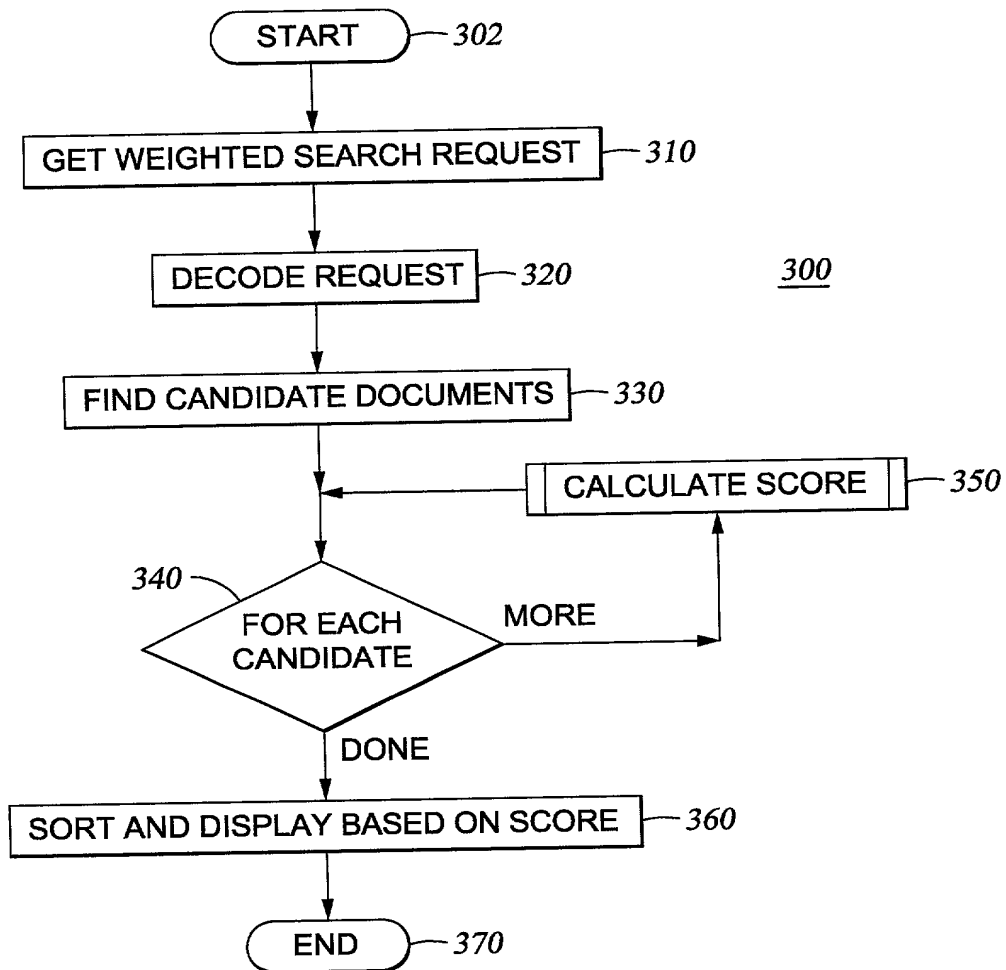 START 302
GET WEIGHTED SEARCH REQUEST 310
DECODE REQUEST 320
300
FIND CANDIDATE DOCUMENTS 330
CALCULATE SCORE 350
340
FOR EACH
CANDIDATE
MORE
DONE
SORT AND DISPLAY BASED ON SCORE 360
END 370